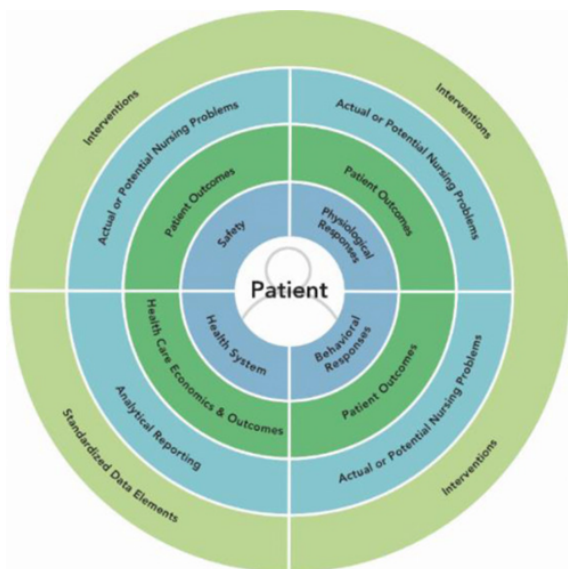 Interventions
Interventions
Actual or Potential Nursing Problems
Actual or Potential Nursing Problems
Patient Outcomes
Patient Outcomes
Safety
Physiological
Responses
Patient
Health System
Behavioral
Responses
Health Care Economics & Outcomes
Patient Outcomes
Analytical Reporting
Actual or Potential Nursing Problems
Standardized Data Elements
Interventions